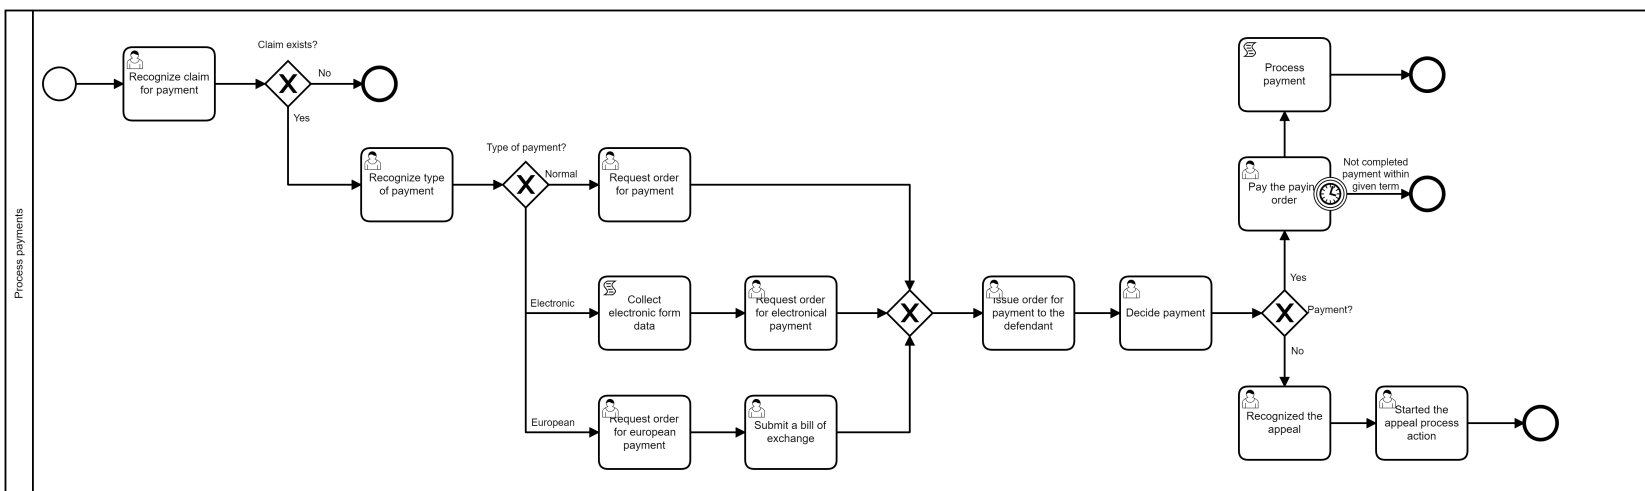 Process payments
Claim exists?
Recognize claim
for payment
No
Yes
Type of payment?
Recognize type
of payment
Normal
Request order
for payment
Electronic
Collect
electronic form
data
Request order
for electronical
payment
European
Request order
for european
payment
Submit a bill of
exchange
Issue order for
payment to the
defendant
Decide payment
Payment?
Yes
No
Pay the payin
order
Not completed
payment within
given term
Process
payment
Recognized the
appeal
Started the
appeal process
action